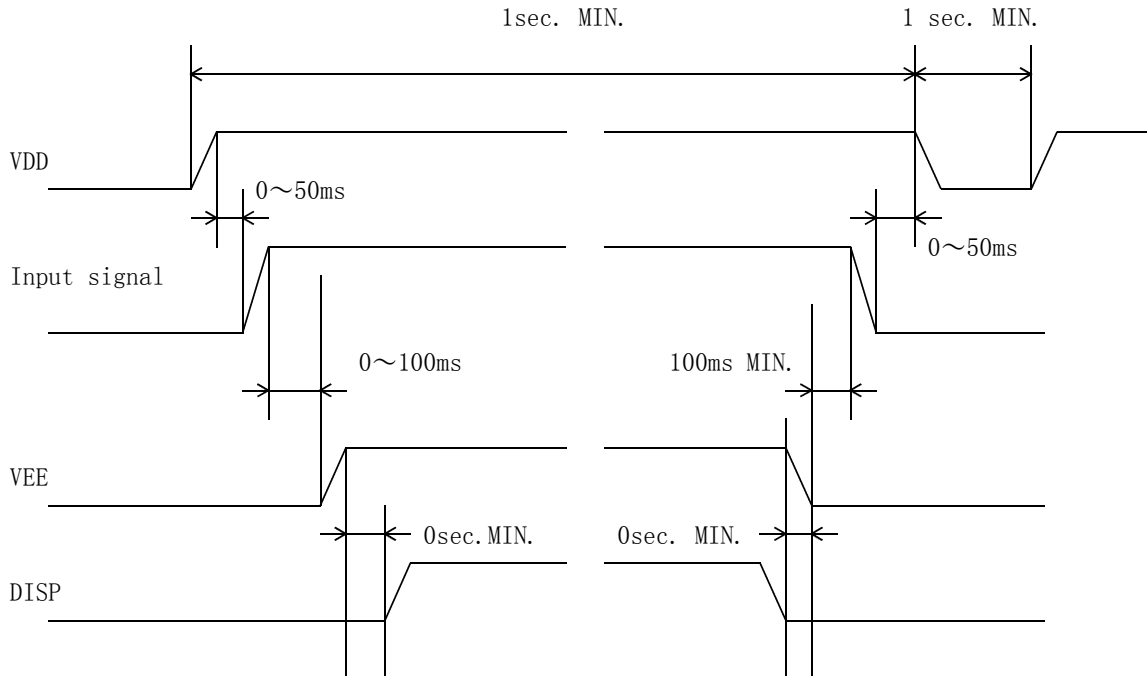 1sec. MIN.
1 sec. MIN.
VDD
0～50ms
0～50ms
Input signal
0～100ms
100ms MIN.
VEE
0sec.MIN.
0sec. MIN.
DISP